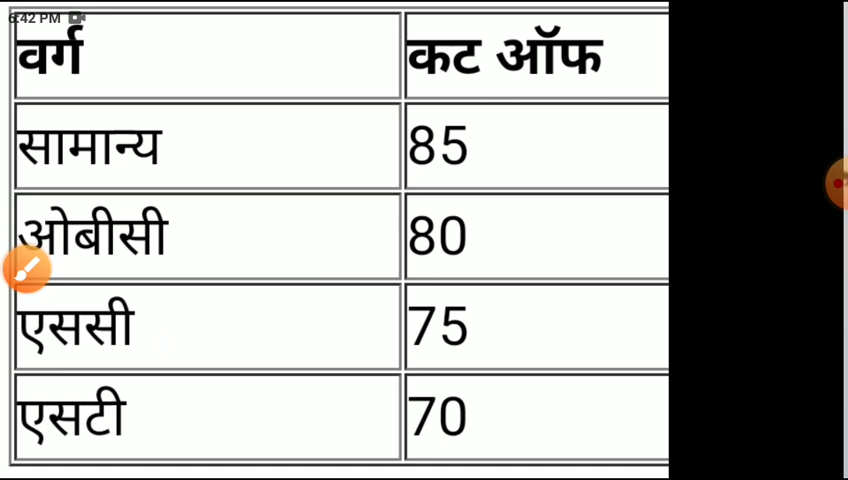 6:42 PM
वर्ग कट ऑफ
सामान्य 85
ओबीसी 80
एससी 75
एसटी 70